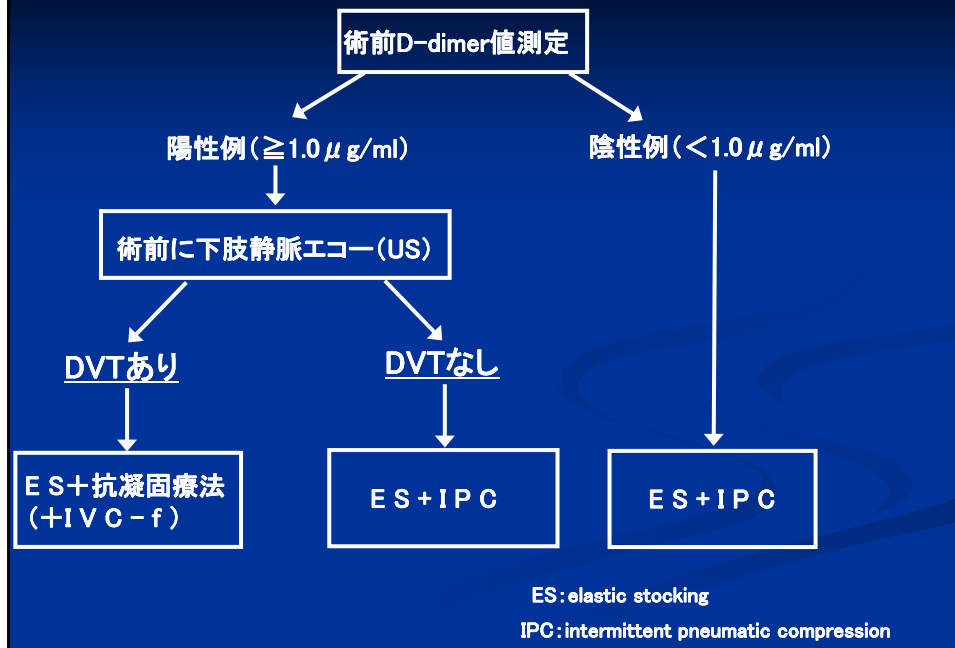 術前D-dimer値測定
陽性例(≧1.0μg/ml)
陰性例(<1.0μg/ml)
術前に下肢静脈エコー(US)
DVTあり
DVTなし
ES+抗凝固療法
(+IVC-f)
ES+IPC
ES+IPC
ES:elastic stocking
IPC:intermittent pneumatic compression